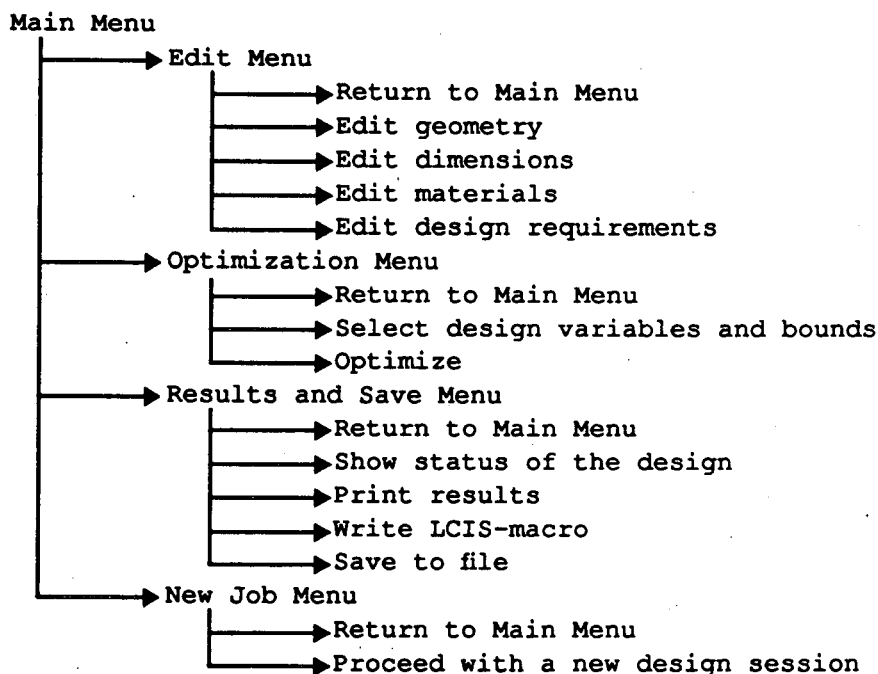 Main Menu
Edit Menu
Return to Main Menu
Edit geometry
Edit dimensions
Edit materials
Edit design requirements
Optimization Menu
Return to Main Menu
Select design variables and bounds
Optimize
Results and Save Menu
Return to Main Menu
Show status of the design
Print results
Write LCIS-macro
Save to file
New Job Menu
Return to Main Menu
Proceed with a new design session